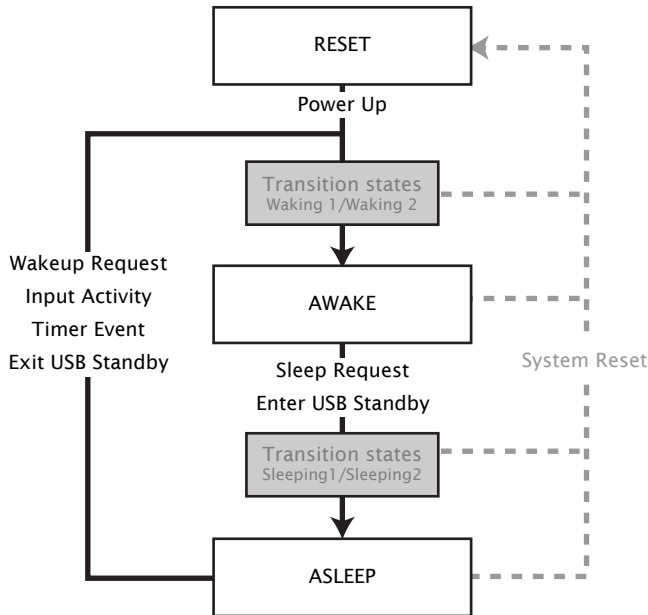 RESET
Power Up
Transition states
Waking 1/Waking 2
Wakeup Request
Input Activity
Timer Event
Exit USB Standby
AWAKE
Sleep Request
Enter USB Standby
System Reset
Transition states
Sleeping1/Sleeping2
ASLEEP